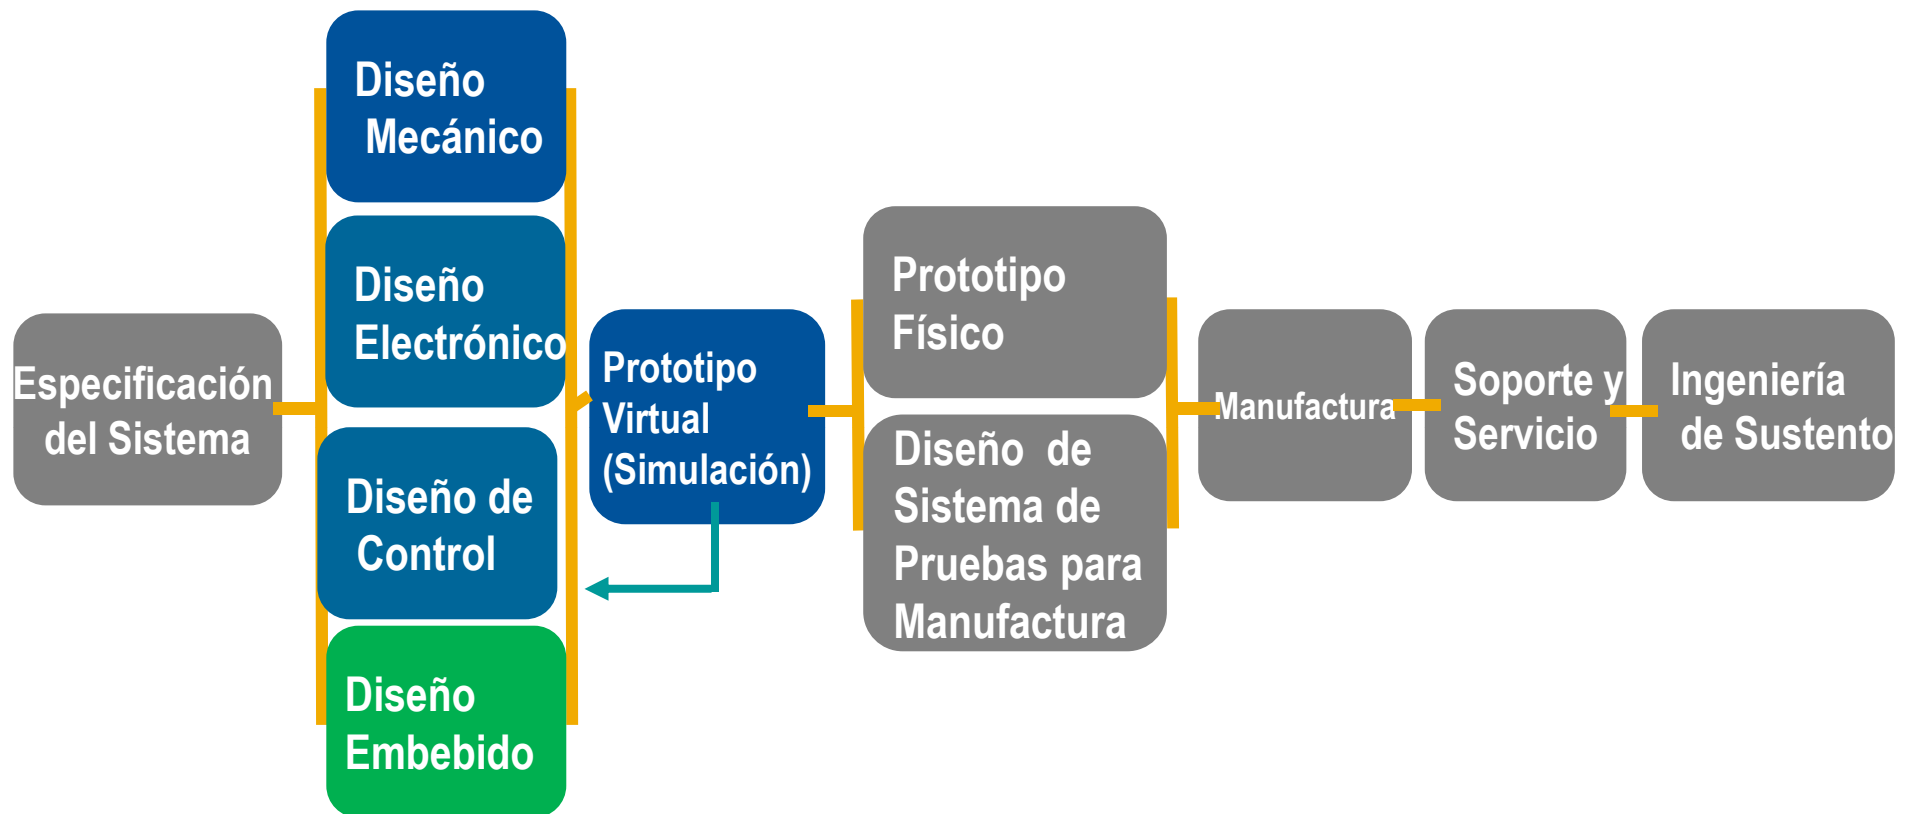 Especificación
del Sistema
Diseño
Mecánico
Diseño
Electrónico
Diseño de
Control
Diseño
Embebido
Prototipo
Virtual
(Simulación)
Prototipo
Físico
Diseño de
Sistema de
Pruebas para
Manufactura
Manufactura
Soporte y
Servicio
Ingeniería
de Sustento